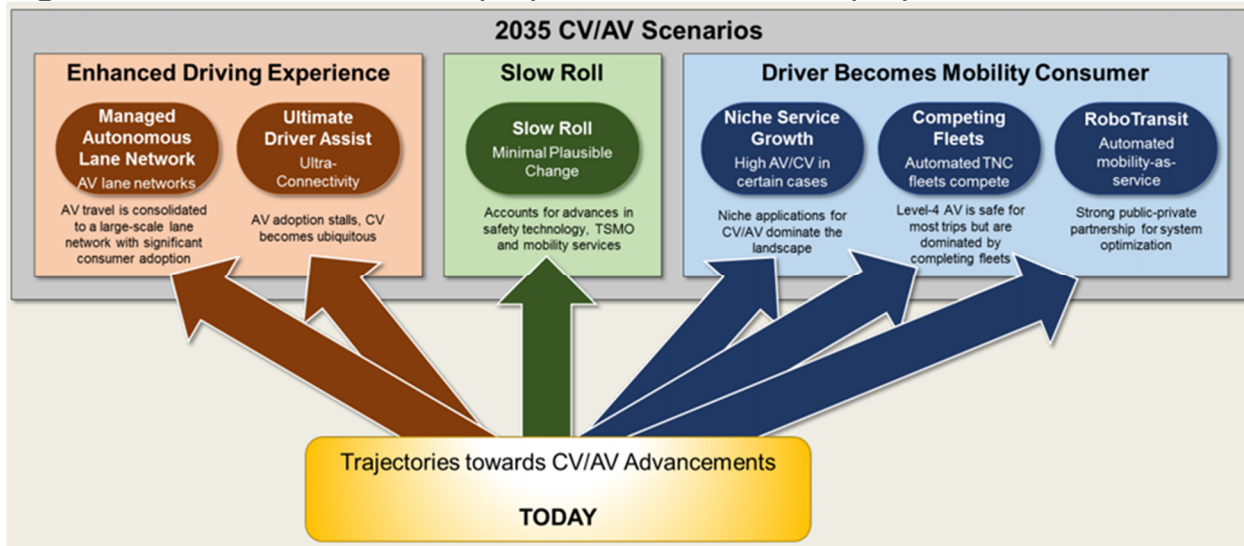 2035 CV/AV Scenarios
Enhanced Driving Experience
Managed
Autonomous
Lane Network
AV lane networks
AV travel is consolidated
to a large-scale lane
network with significant
consumer adoption
Ultimate
Driver Assist
Ultra-
Connectivity
AV adoption stalls, CV
becomes ubiquitous
Slow Roll
Slow Roll
Minimal Plausible
Change
Accounts for advances in
safety technology, TSMO
and mobility services
Driver Becomes Mobility Consumer
Niche Service
Growth
High AV/CV in
certain cases
Niche applications for
CV/AV dominate the
landscape
Competing
Fleets
Automated TNC
fleets compete
Level-4 AV is safe for
most trips but are
dominated by
completing fleets
RoboTransit
Automated
mobility-as-
service
Strong public-private
partnership for system
optimization
Trajectories towards CV/AV Advancements
TODAY